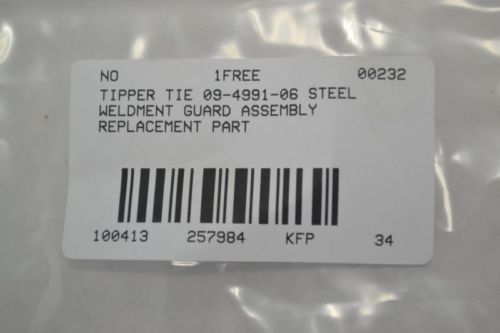 NO 1FREE 00232
TIPPER TIE 09-4991-06 STEEL
WELDMENT GUARD ASSEMBLY
REPLACEMENT PART
100413 257984 KFP 34